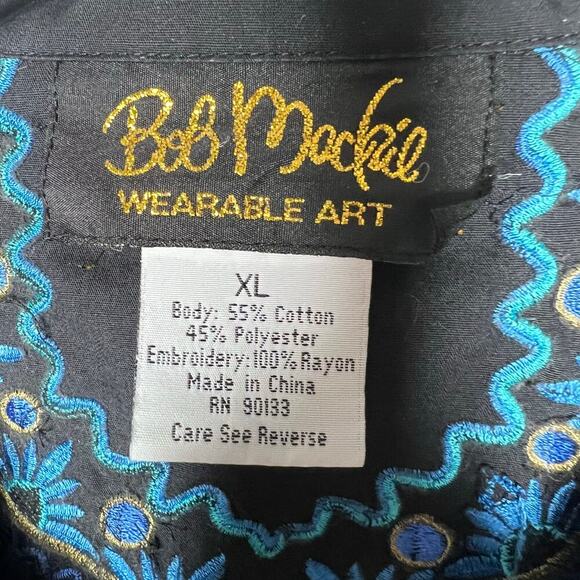 Bob Mackie
WEARABLE ART
XL
Body: 55% Cotton
45% Polyester
Embroidery: 100% Rayon
Made in China
RN 90133
Care See Reverse